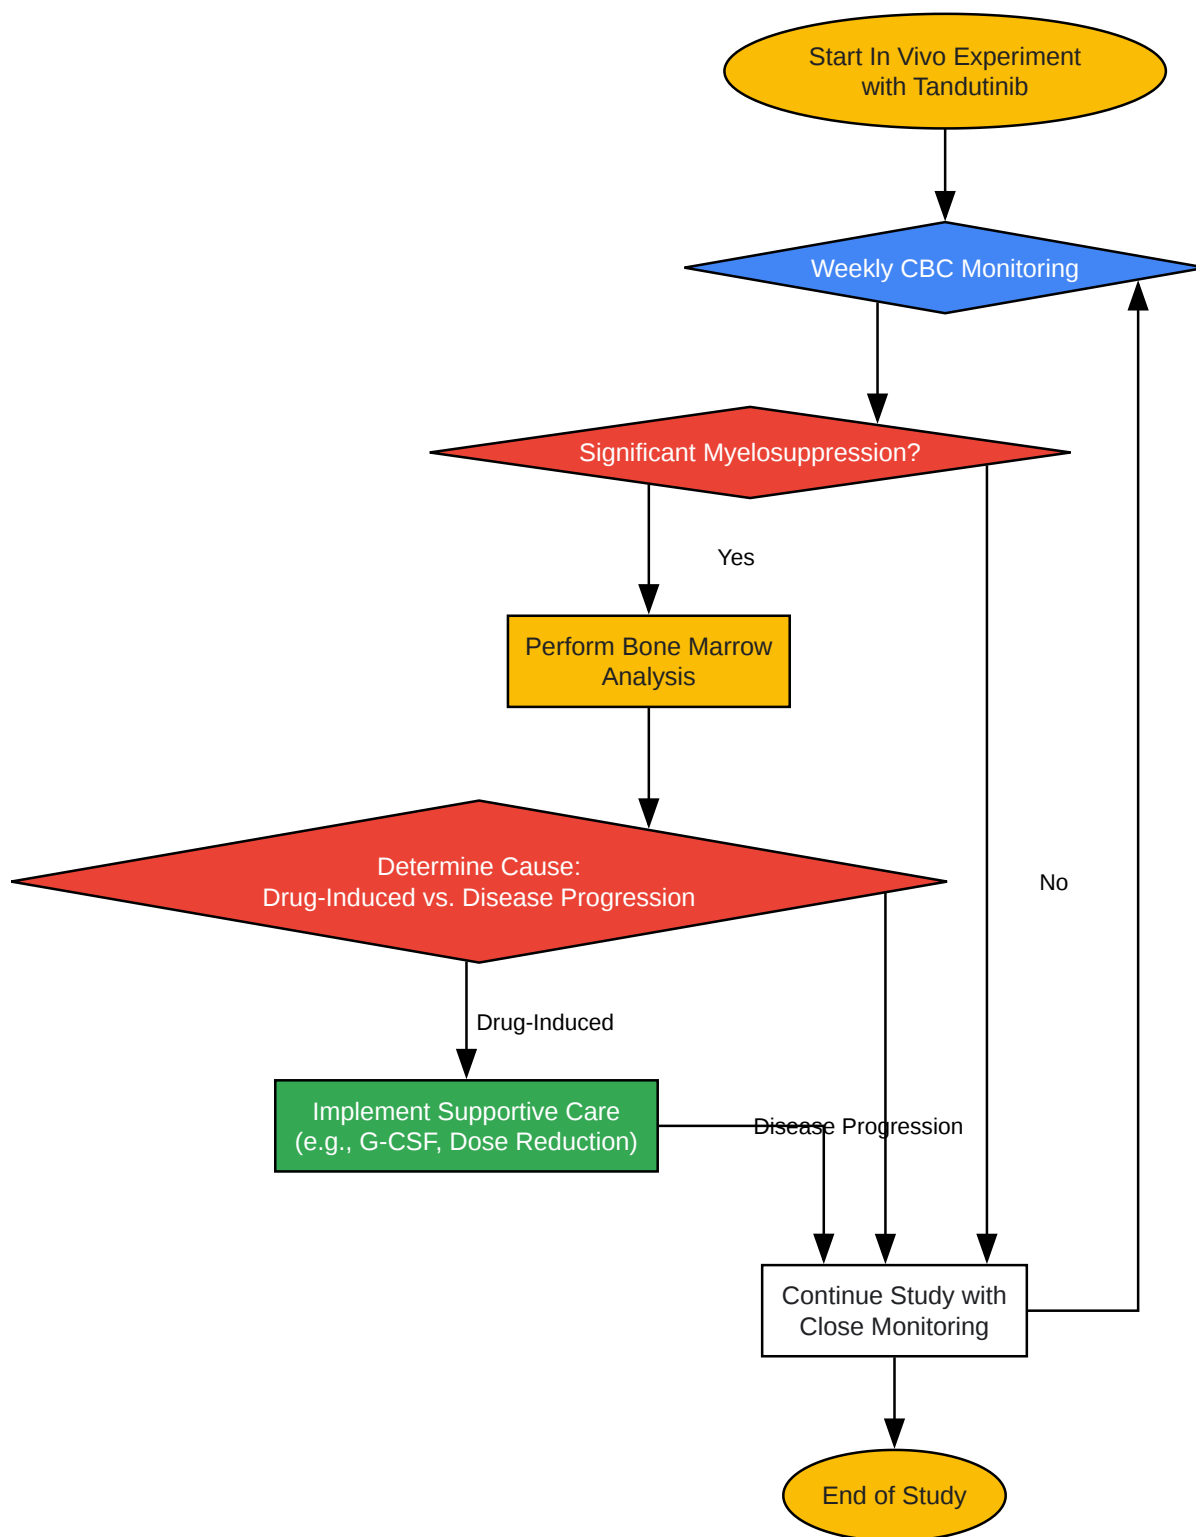 Start In Vivo Experiment
with Tandutinib
Weekly CBC Monitoring
Significant Myelosuppression?
Yes
Perform Bone Marrow
Analysis
Determine Cause:
Drug-Induced vs. Disease Progression
No
Drug-Induced
Implement Supportive Care
(e.g., G-CSF, Dose Reduction)
Disease Progression
Continue Study with
Close Monitoring
End of Study